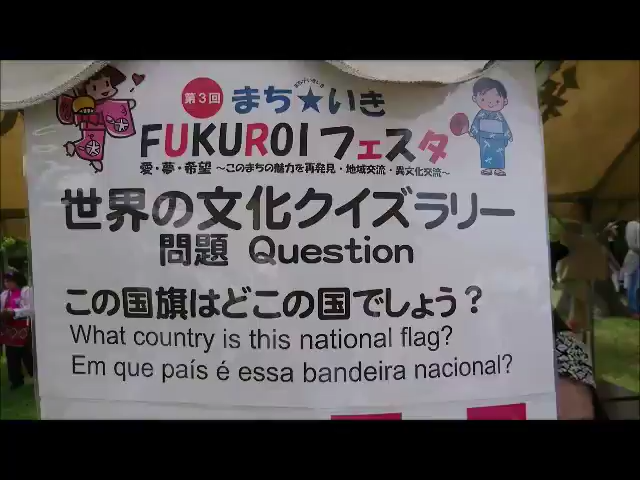 第3回 まち★いき
FUKUROIフェスタ
愛・夢・希望 ～このまちの魅力を再発見・地域交流・異文化交流～
世界の文化クイズラリー
問題 Question
この国旗はどこの国でしょう？
What country is this national flag?
Em que país é essa bandeira nacional?